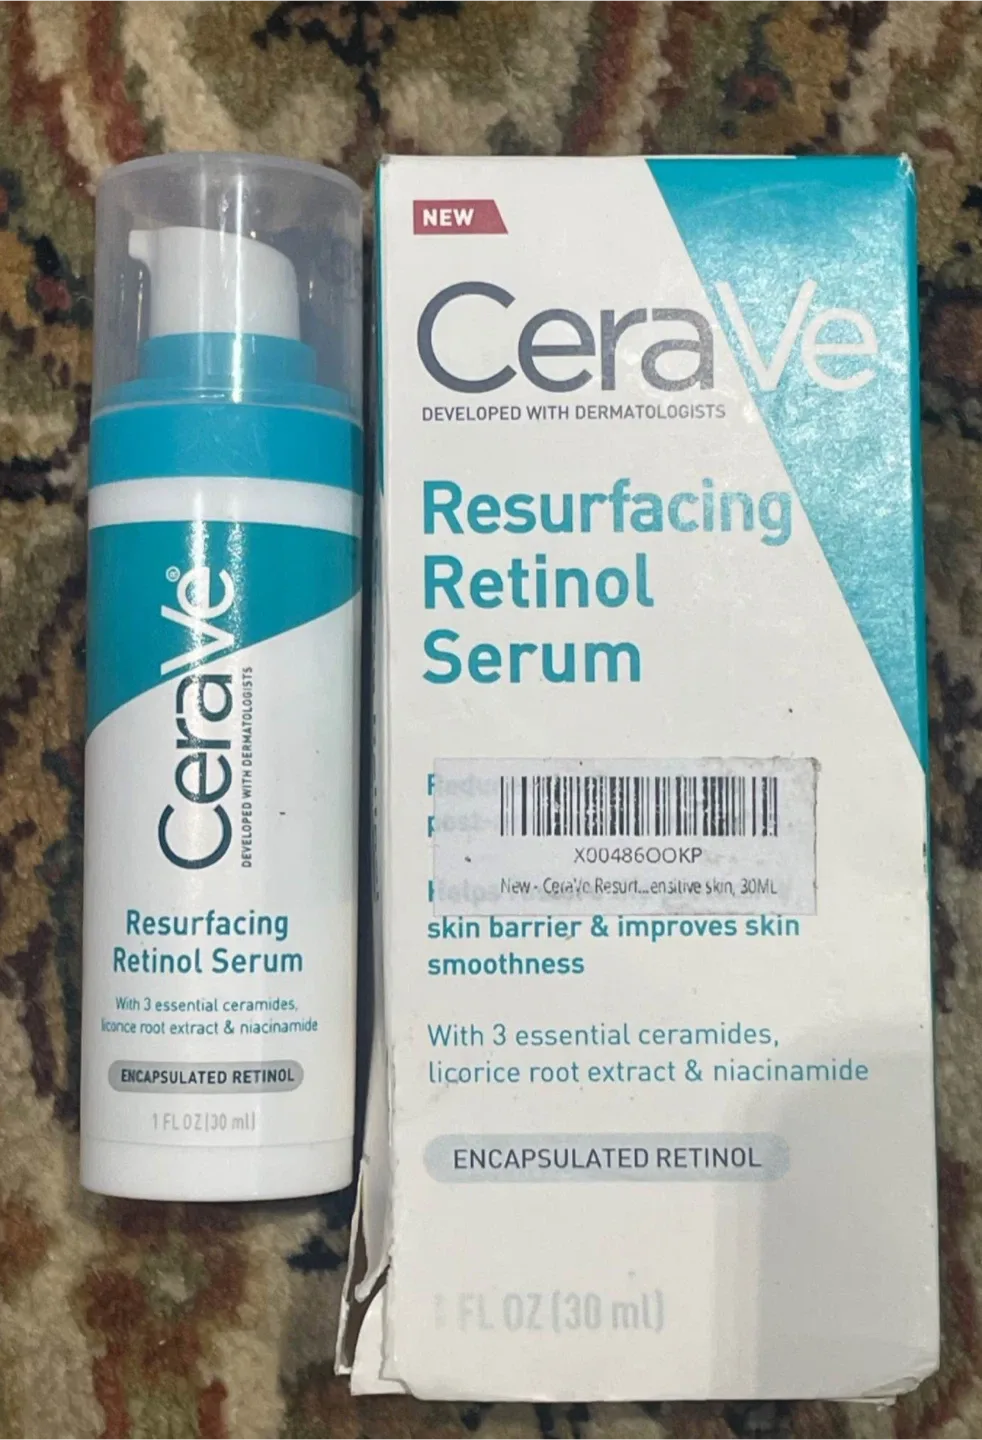 CeraVe®
DEVELOPED WITH DERMATOLOGISTS
Resurfacing
Retinol Serum
With 3 essential ceramides,
licorice root extract & niacinamide
ENCAPSULATED RETINOL
1 FL OZ (30 ml)
NEW
CeraVe
DEVELOPED WITH DERMATOLOGISTS
Resurfacing
Retinol
Serum
X00486OOKP
New - CeraVe Resurf...ensitive skin, 30ML
skin barrier & improves skin
smoothness
With 3 essential ceramides,
licorice root extract & niacinamide
ENCAPSULATED RETINOL
1 FL OZ (30 ml)